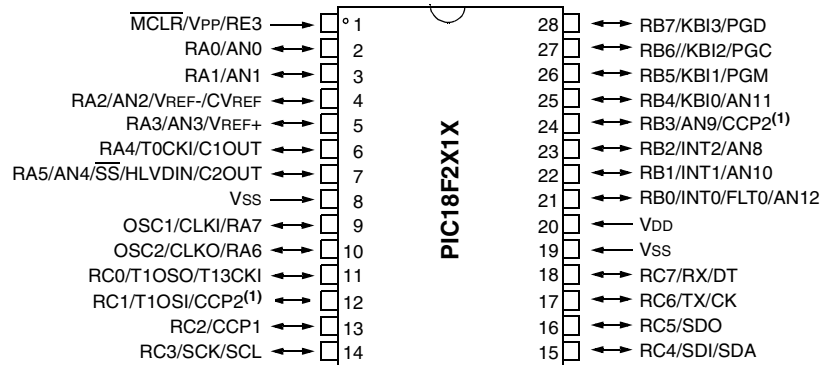 MCLR/VPP/RE3
RA0/AN0
RA1/AN1
RA2/AN2/VREF-/CVREF
RA3/AN3/VREF+
RA4/T0CKI/C1OUT
RA5/AN4/SS/HLVDIN/C2OUT
VSS
OSC1/CLKI/RA7
OSC2/CLKO/RA6
RC0/T1OSO/T13CKI
RC1/T1OSI/CCP2(1)
RC2/CCP1
RC3/SCK/SCL
1
2
3
4
5
6
7
8
9
10
11
12
13
14
PIC18F2X1X
28
27
26
25
24
23
22
21
20
19
18
17
16
15
RB7/KBI3/PGD
RB6//KBI2/PGC
RB5/KBI1/PGM
RB4/KBI0/AN11
RB3/AN9/CCP2(1)
RB2/INT2/AN8
RB1/INT1/AN10
RB0/INT0/FLT0/AN12
VDD
VSS
RC7/RX/DT
RC6/TX/CK
RC5/SDO
RC4/SDI/SDA